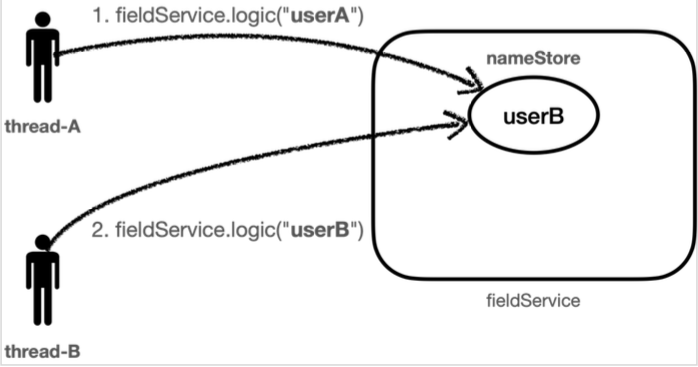 1. fieldService.logic("userA")
nameStore
userB
thread-A
2. fieldService.logic("userB")
fieldService
thread-B